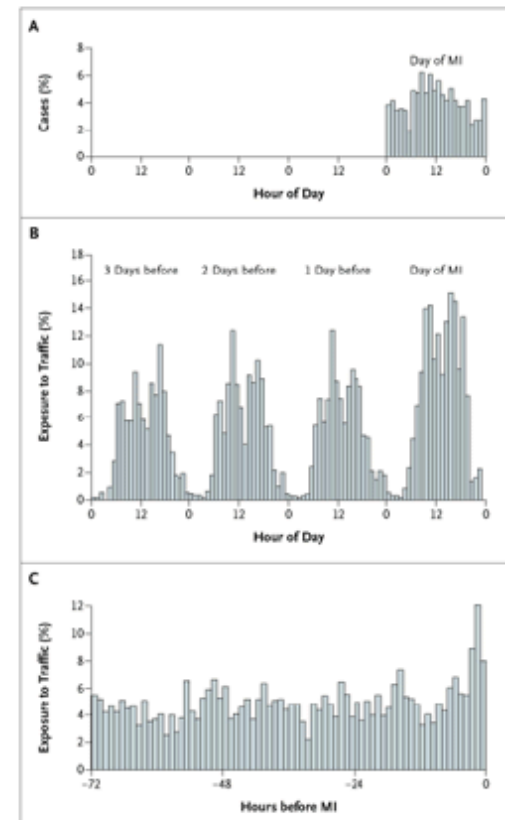 A
8
6
4
2
0
Cases (%)
Day of MI
0 12 0 12 0 12 0 12 0
Hour of Day
B
18
16
14
12
10
8
6
4
2
0
Exposure to Traffic (%)
3 Days before 2 Days before 1 Day before Day of MI
0 12 0 12 0 12 0 12 0
Hour of Day
C
12
10
8
6
4
2
0
Exposure to Traffic (%)
−72 −48 −24 0
Hours before MI